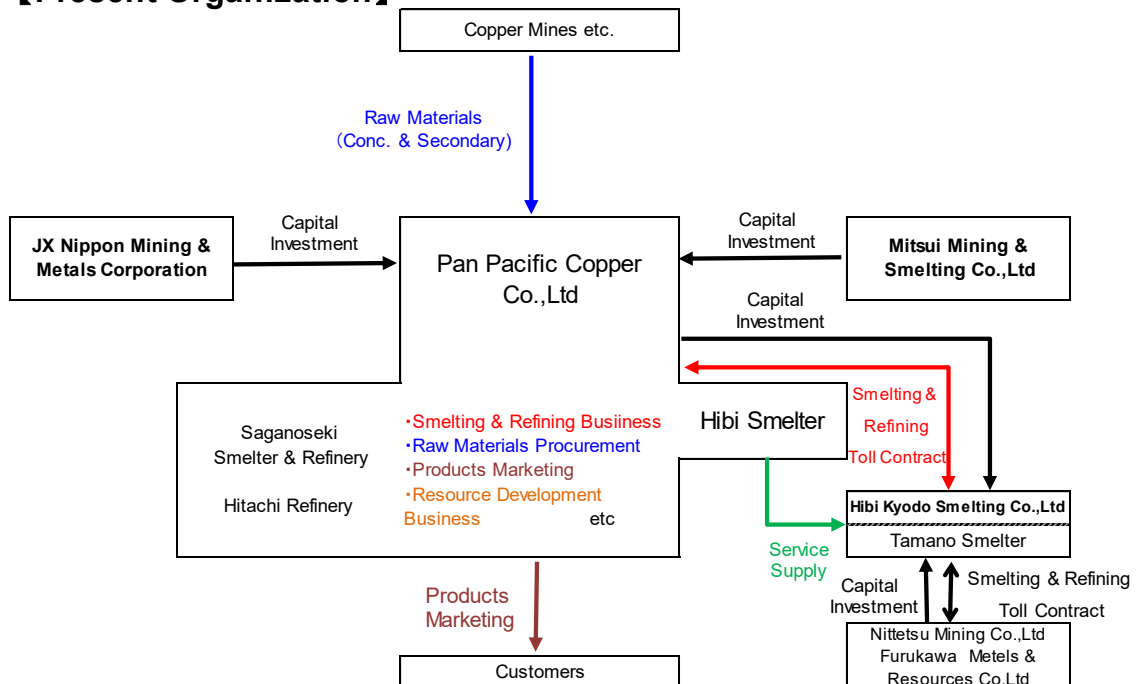 【Present Organization】
Copper Mines etc.
Raw Materials
(Conc. & Secondary)
JX Nippon Mining &
Metals Corporation
Capital
Investment
Pan Pacific Copper
Co.,Ltd
Capital
Investment
Mitsui Mining &
Smelting Co.,Ltd
Capital
Investment
Saganoseki
Smelter & Refinery
Hitachi Refinery
・Smelting & Refining Busiiness
・Raw Materials Procurement
・Products Marketing
・Resource Development
Business etc
Hibi Smelter
Smelting &
Refining
Toll Contract
Hibi Kyodo Smelting Co.,Ltd
Tamano Smelter
Service
Supply
Capital
Investment
Smelting & Refining
Toll Contract
Products
Marketing
Customers
Nittetsu Mining Co.,Ltd
Furukawa Metels &
Resources Co.Ltd